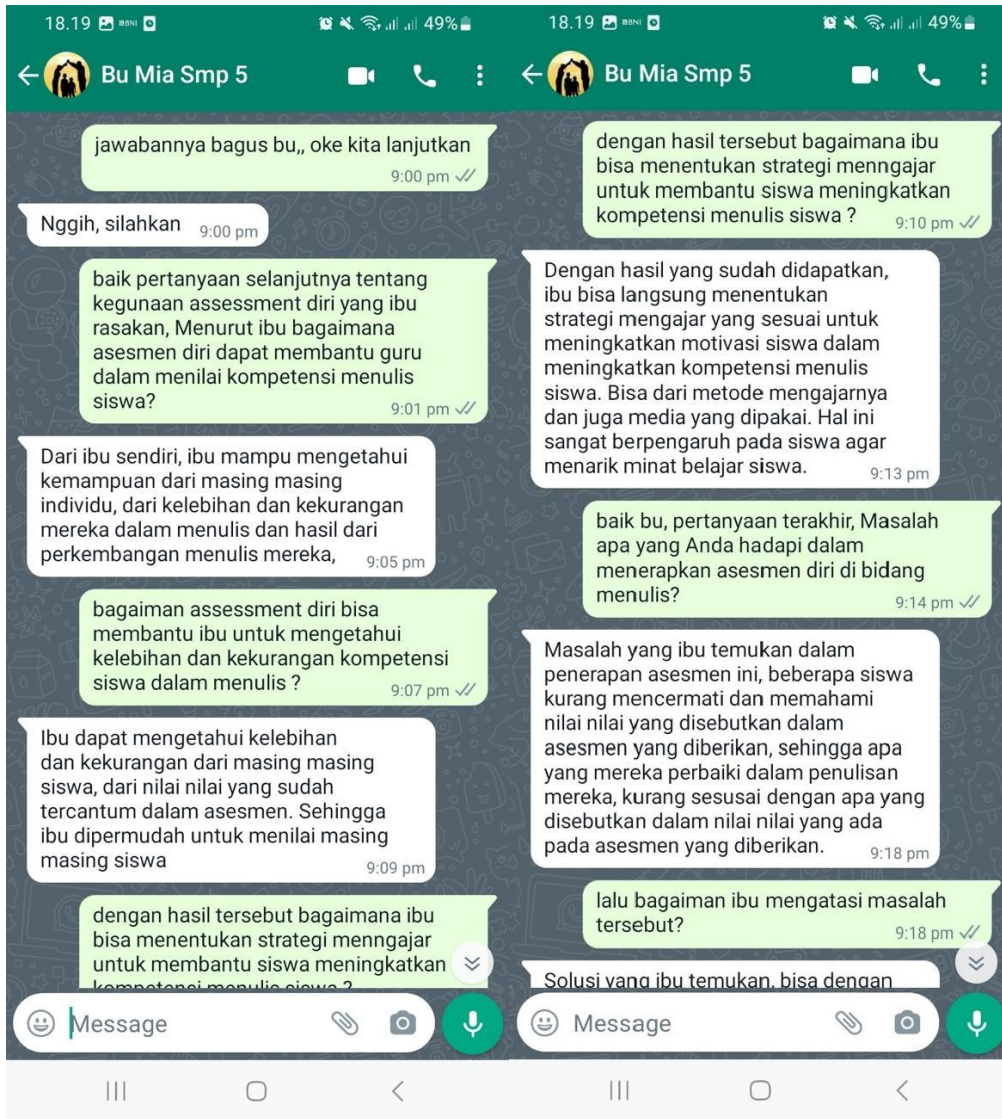 18.19
49%
Bu Mia Smp 5
jawabannya bagus bu,, oke kita lanjutkan
9:00 pm
Nggih, silahkan 9:00 pm
baik pertanyaan selanjutnya tentang
kegunaan assessment diri yang ibu
rasakan, Menurut ibu bagaimana
asesmen diri dapat membantu guru
dalam menilai kompetensi menulis
siswa?
9:01 pm
Dari ibu sendiri, ibu mampu mengetahui
kemampuan dari masing masing
individu, dari kelebihan dan kekurangan
mereka dalam menulis dan hasil dari
perkembangan menulis mereka, 9:05 pm
bagaiman assessment diri bisa
membantu ibu untuk mengetahui
kelebihan dan kekurangan kompetensi
siswa dalam menulis ? 9:07 pm
Ibu dapat mengetahui kelebihan
dan kekurangan dari masing masing
siswa, dari nilai nilai yang sudah
tercantum dalam asesmen. Sehingga
ibu dipermudah untuk menilai masing
masing siswa 9:09 pm
dengan hasil tersebut bagaimana ibu
bisa menentukan strategi menngajar
untuk membantu siswa meningkatkan
kompetensi menulis siswa ?
Message
18.19
49%
Bu Mia Smp 5
dengan hasil tersebut bagaimana ibu
bisa menentukan strategi menngajar
untuk membantu siswa meningkatkan
kompetensi menulis siswa ? 9:10 pm
Dengan hasil yang sudah didapatkan,
ibu bisa langsung menentukan
strategi mengajar yang sesuai untuk
meningkatkan motivasi siswa dalam
meningkatkan kompetensi menulis
siswa. Bisa dari metode mengajarnya
dan juga media yang dipakai. Hal ini
sangat berpengaruh pada siswa agar
menarik minat belajar siswa. 9:13 pm
baik bu, pertanyaan terakhir, Masalah
apa yang Anda hadapi dalam
menerapkan asesmen diri di bidang
menulis? 9:14 pm
Masalah yang ibu temukan dalam
penerapan asesmen ini, beberapa siswa
kurang mencermati dan memahami
nilai nilai yang disebutkan dalam
asesmen yang diberikan, sehingga apa
yang mereka perbaiki dalam penulisan
mereka, kurang sesusai dengan apa yang
disebutkan dalam nilai nilai yang ada
pada asesmen yang diberikan. 9:18 pm
lalu bagaiman ibu mengatasi masalah
tersebut? 9:18 pm
Solusi yang ibu temukan, bisa dengan
Message